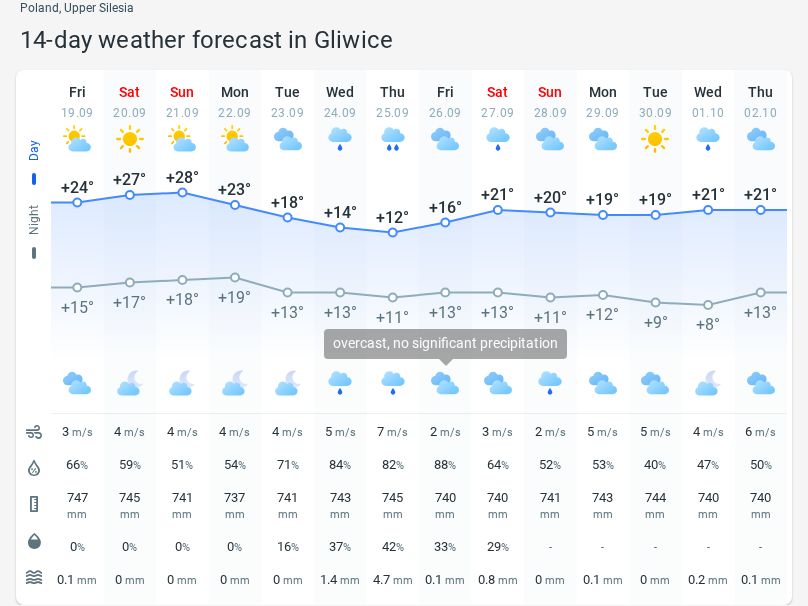 Poland, Upper Silesia
14-day weather forecast in Gliwice
Fri Sat Sun Mon Tue Wed Thu Fri Sat Sun Mon Tue Wed Thu
19.09 20.09 21.09 22.09 23.09 24.09 25.09 26.09 27.09 28.09 29.09 30.09 01.10 02.10
Day
+24° +27° +28° +23° +18° +14° +12° +16° +21° +20° +19° +19° +21° +21°
Night
+15° +17° +18° +19° +13° +13° +11° +13° +13° +11° +12° +9° +8° +13°
overcast, no significant precipitation
3 m/s 4 m/s 4 m/s 4 m/s 4 m/s 5 m/s 7 m/s 2 m/s 3 m/s 2 m/s 5 m/s 5 m/s 4 m/s 6 m/s
66% 59% 51% 54% 71% 84% 82% 88% 64% 52% 53% 40% 47% 50%
747 745 741 737 741 743 745 740 740 741 743 744 740 740
mm mm mm mm mm mm mm mm mm mm mm mm mm mm
0% 0% 0% 0% 16% 37% 42% 33% 29% - - - - -
0.1 mm 0 mm 0 mm 0 mm 0 mm 1.4 mm 4.7 mm 0.1 mm 0.8 mm 0 mm 0.1 mm 0 mm 0.2 mm 0.1 mm